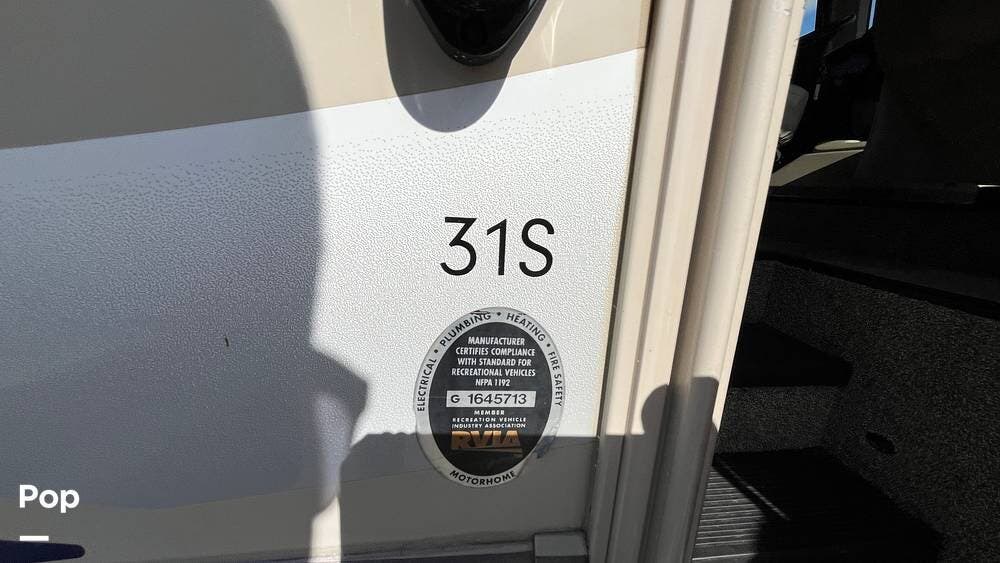 31S
ELECTRICAL • PLUMBING • HEATING • FIRE SAFETY
MANUFACTURER
CERTIFIES COMPLIANCE
WITH STANDARD FOR
RECREATIONAL VEHICLES
NFPA 1192
G 1645713
MEMBER
RECREATION VEHICLE
INDUSTRY ASSOCIATION
RVIA
MOTORHOME
Pop